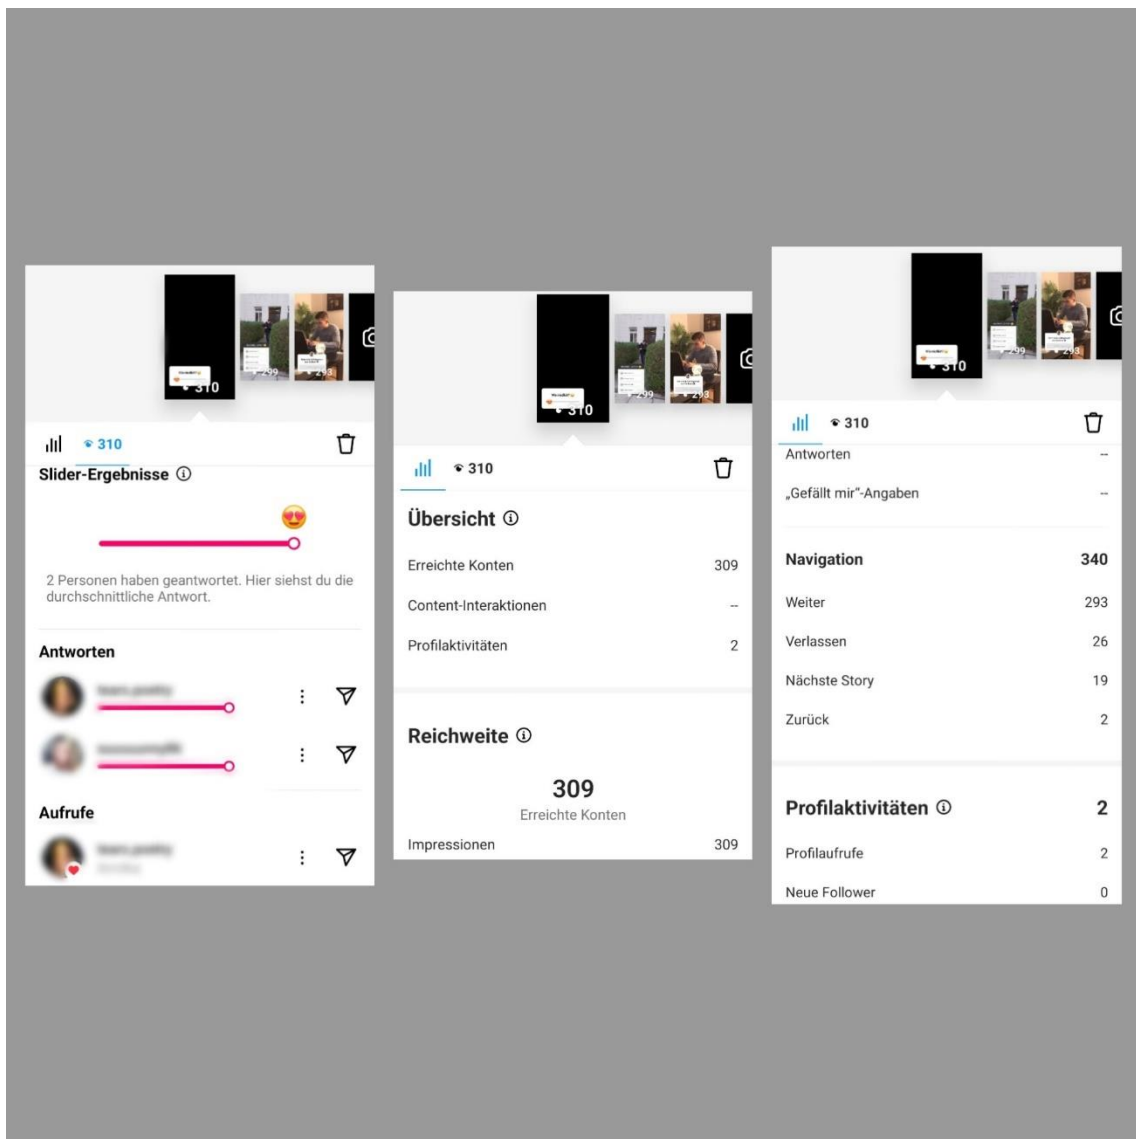 310
299
293
310
Slider-Ergebnisse
2 Personen haben geantwortet. Hier siehst du die
durchschnittliche Antwort.
Antworten
Aufrufe
310
299
293
310
Übersicht
Erreichte Konten 309
Content-Interaktionen --
Profilaktivitäten 2
Reichweite
309
Erreichte Konten
Impressionen 309
310
299
293
310
Antworten --
„Gefällt mir“-Angaben --
Navigation 340
Weiter 293
Verlassen 26
Nächste Story 19
Zurück 2
Profilaktivitäten 2
Profilaufrufe 2
Neue Follower 0